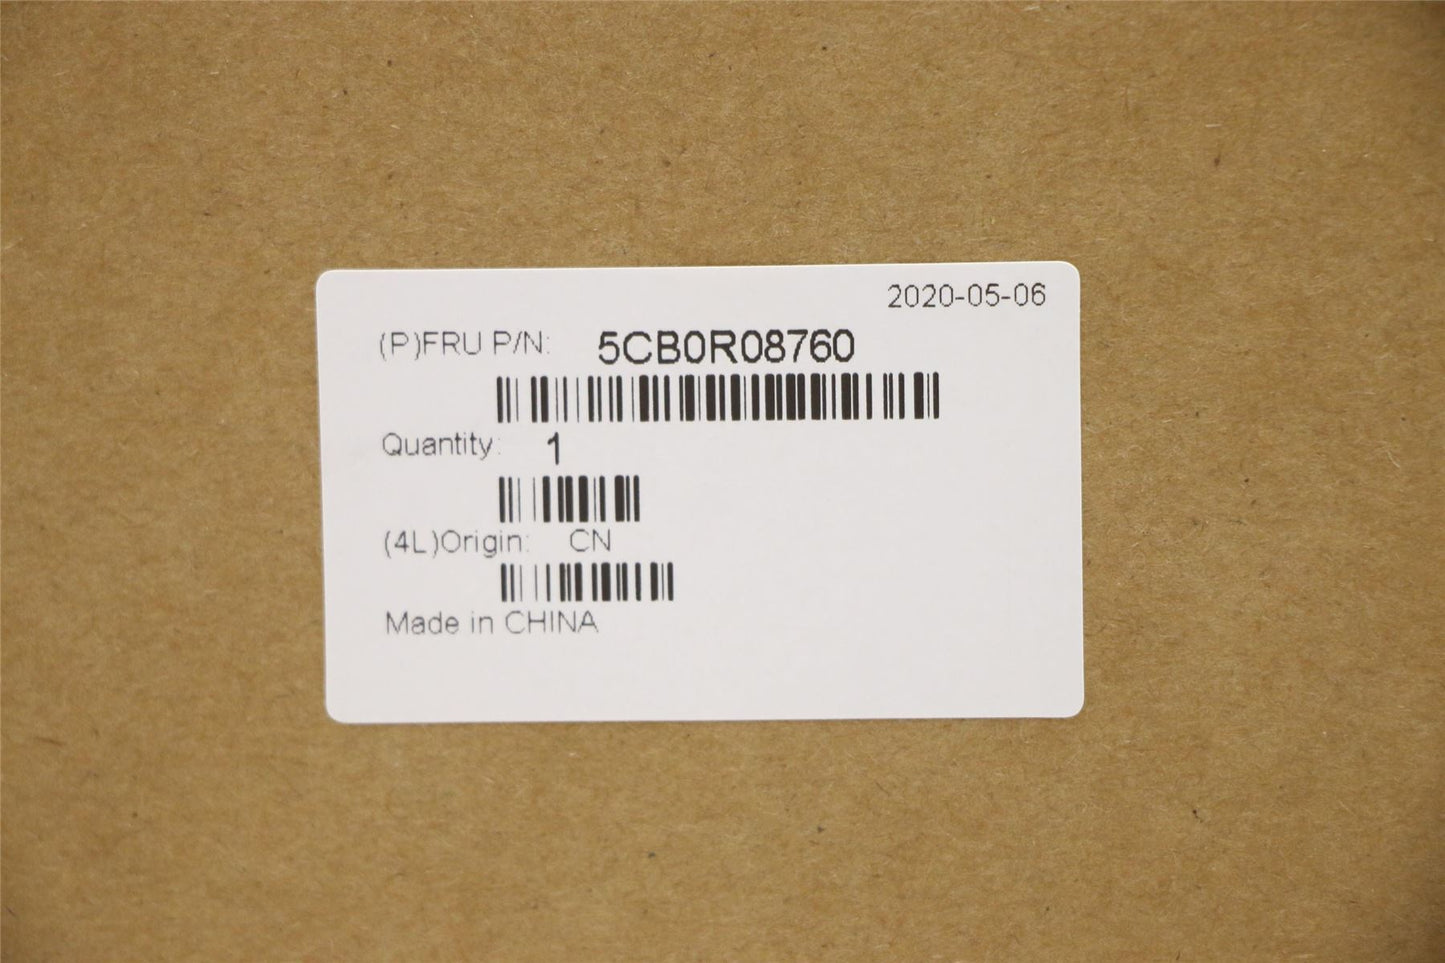 2020-05-06
(P)FRU P/N: 5CB0R08760
Quantity: 1
(4L)Origin: CN
Made in CHINA